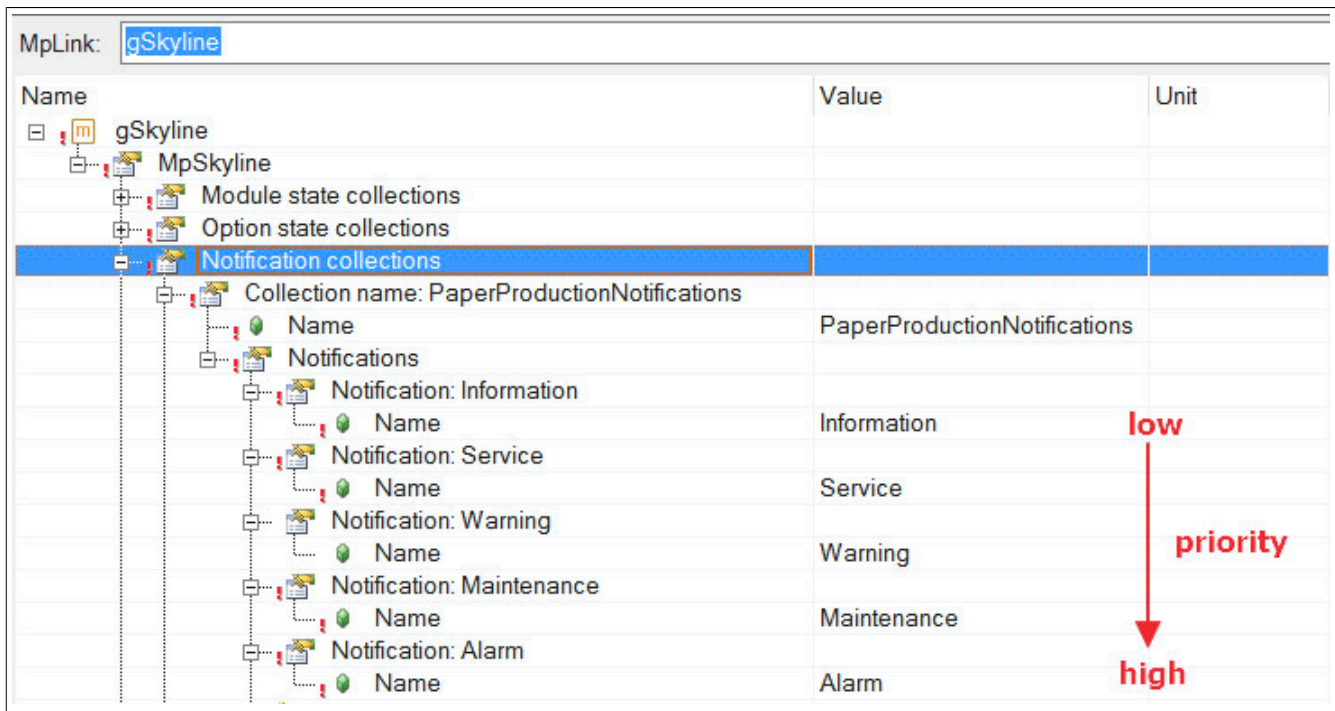 MpLink: gSkyline
Name Value Unit
m gSkyline
MpSkyline
Module state collections
Option state collections
Notification collections
Collection name: PaperProductionNotifications
Name PaperProductionNotifications
Notifications
Notification: Information
Name Information low
Notification: Service
Name Service
Notification: Warning
Name Warning priority
Notification: Maintenance
Name Maintenance
Notification: Alarm
Name Alarm high